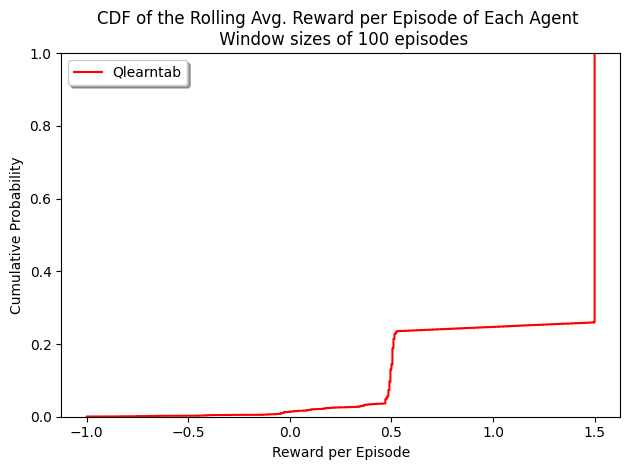 CDF of the Rolling Avg. Reward per Episode of Each Agent
Window sizes of 100 episodes
Qlearntab
1.0
0.8
0.6
0.4
0.2
0.0
Cumulative Probability
−1.0 −0.5 0.0 0.5 1.0 1.5
Reward per Episode